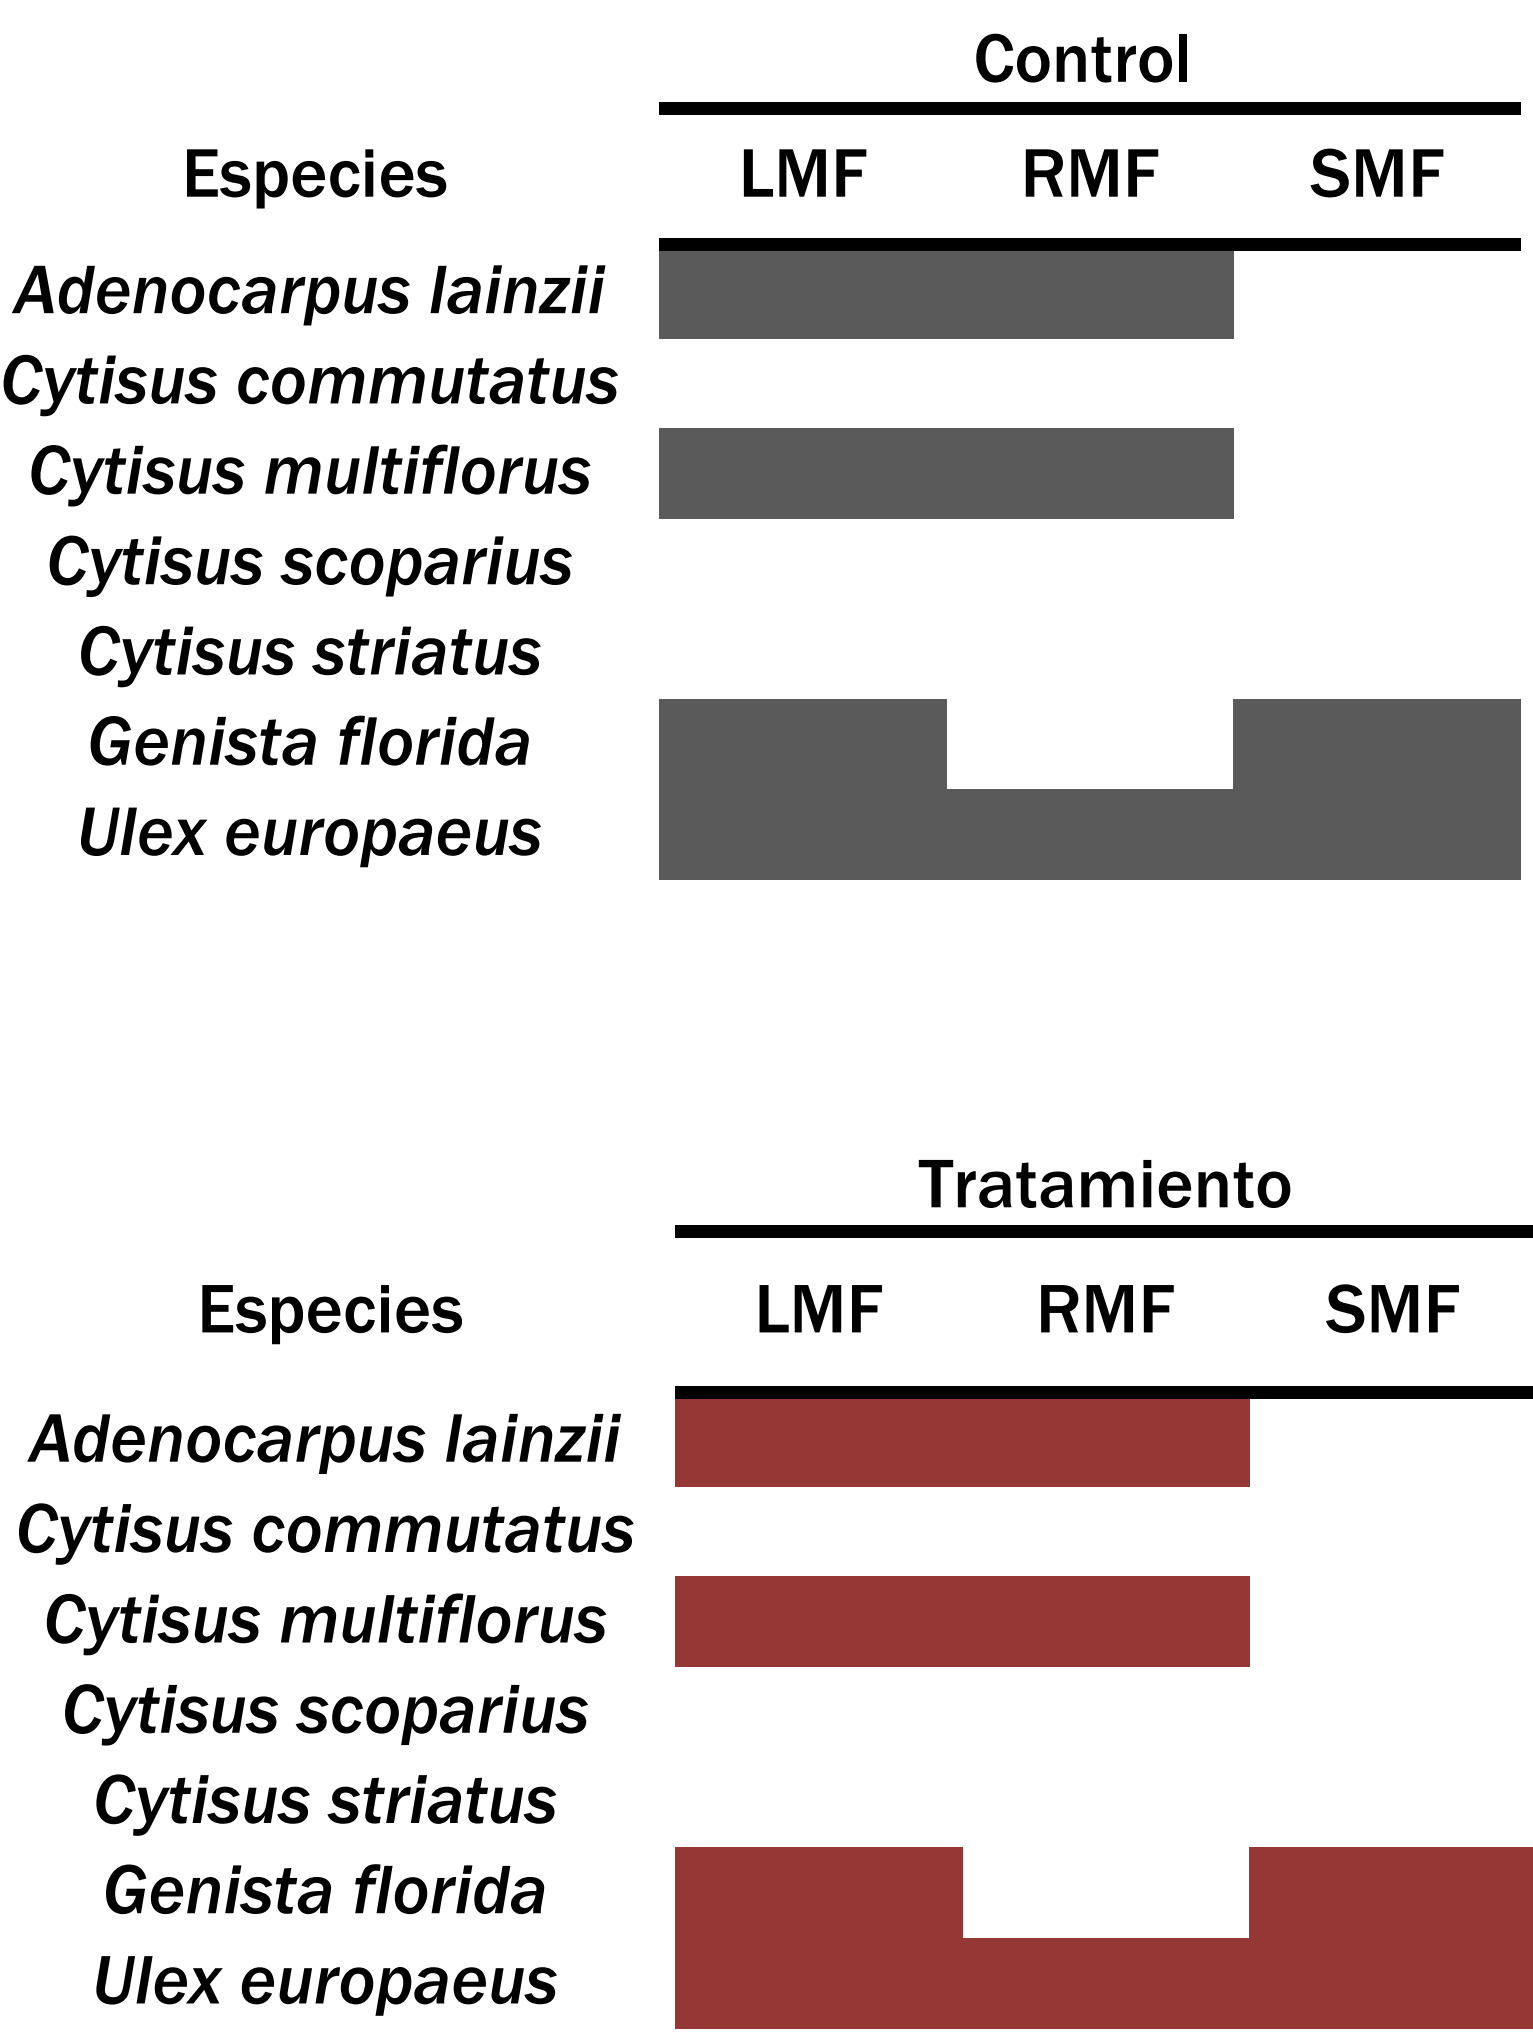 Control
Especies LMF RMF SMF
Adenocarpus lainzii
Cytisus commutatus
Cytisus multiflorus
Cytisus scoparius
Cytisus striatus
Genista florida
Ulex europaeus
Tratamiento
Especies LMF RMF SMF
Adenocarpus lainzii
Cytisus commutatus
Cytisus multiflorus
Cytisus scoparius
Cytisus striatus
Genista florida
Ulex europaeus